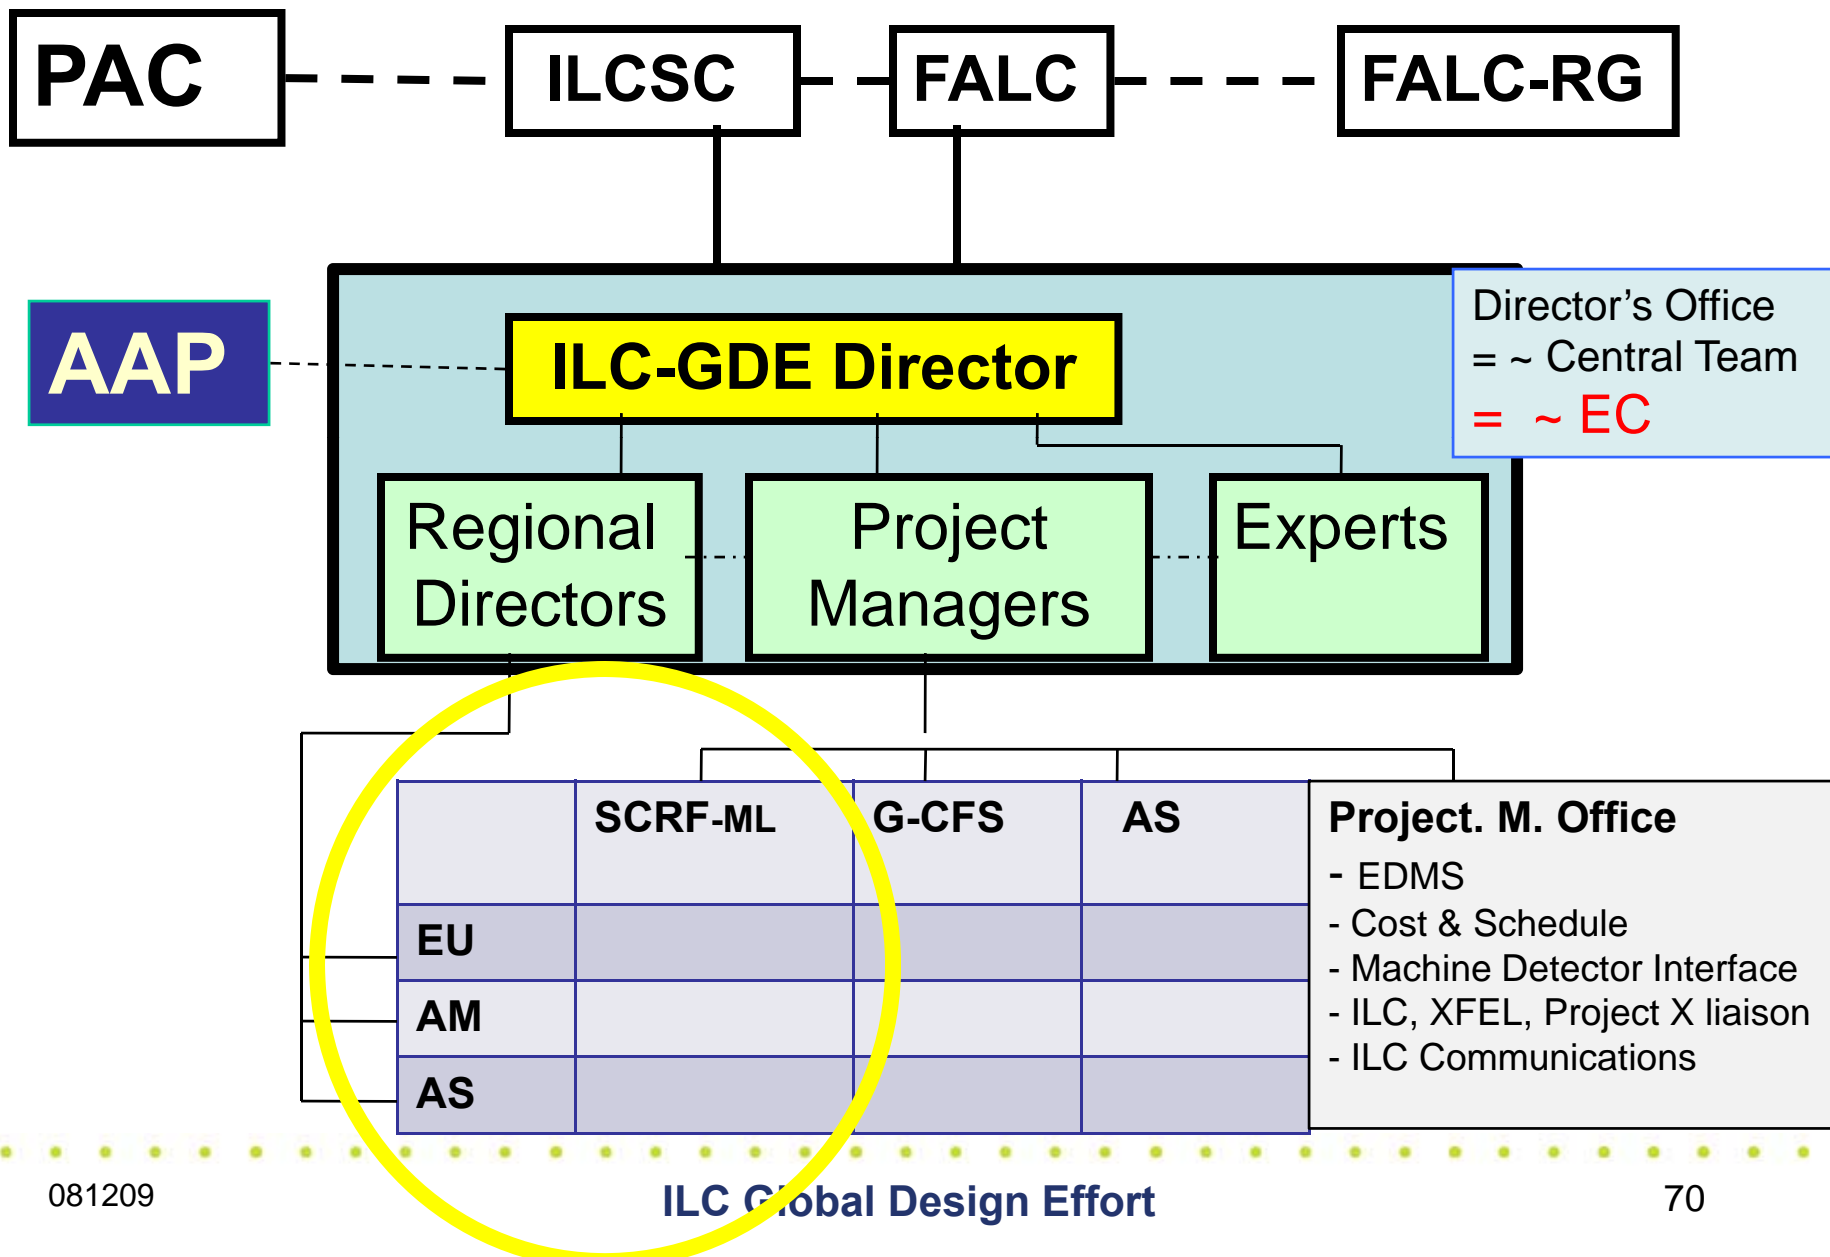 PAC
ILCSC
FALC
FALC-RG
AAP
ILC-GDE Director
Director’s Office
= ~ Central Team
= ~ EC
Regional
Directors
Project
Managers
Experts
SCRF-ML
G-CFS
AS
EU
AM
AS
Project. M. Office
- EDMS
- Cost & Schedule
- Machine Detector Interface
- ILC, XFEL, Project X liaison
- ILC Communications
081209
ILC Global Design Effort
70